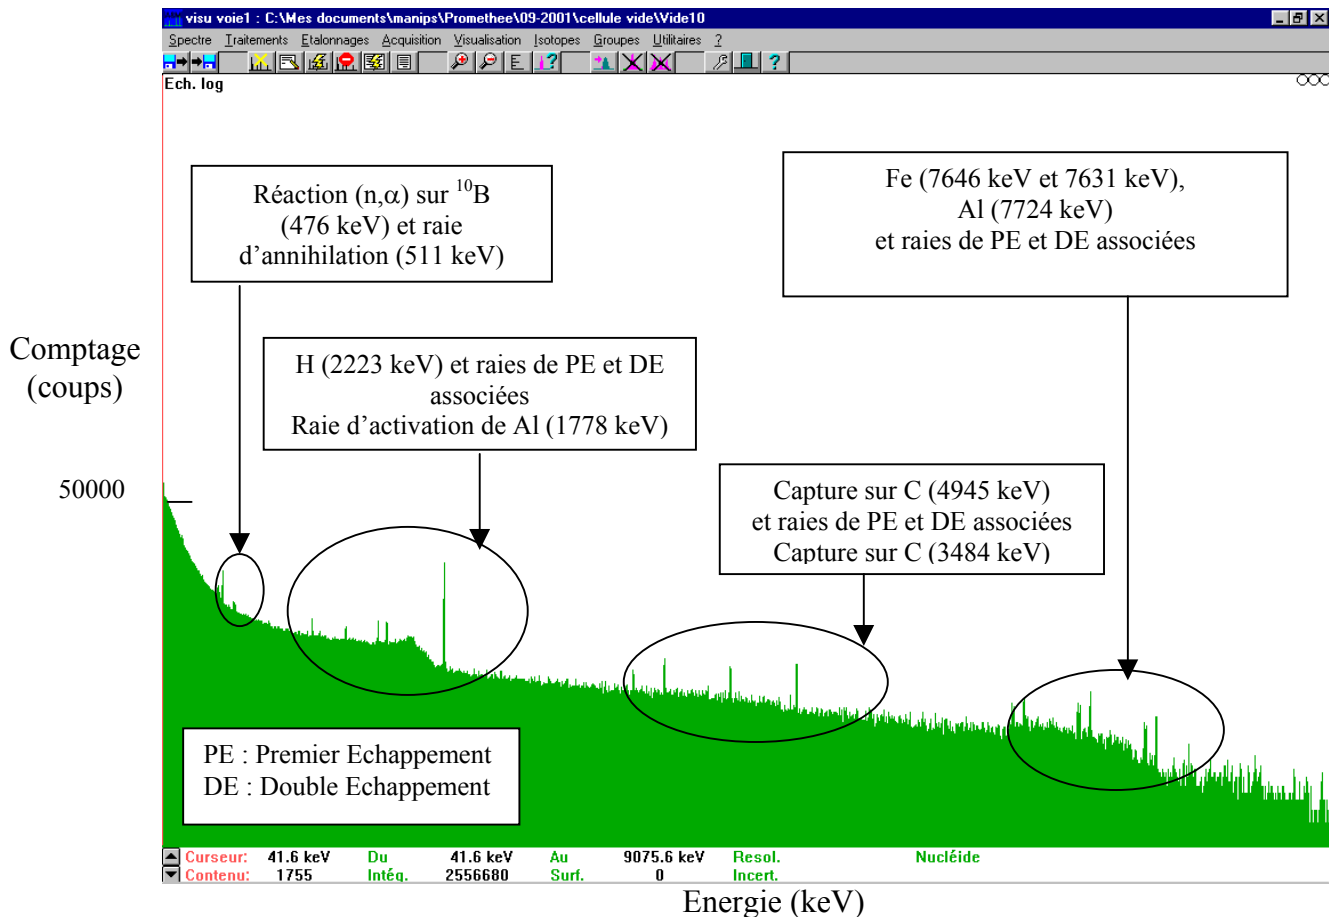 visu voie1 : C:\Mes documents\manips\Promethee\09-2001\cellule vide\Vide10
Spectre Traitements Etalonnages Acquisition Visualisation Isotopes Groupes Utilitaires ?
Ech. log
Réaction (n,α) sur ¹⁰B
(476 keV) et raie
d’annihilation (511 keV)
Fe (7646 keV et 7631 keV),
Al (7724 keV)
et raies de PE et DE associées
Comptage
(coups)
H (2223 keV) et raies de PE et DE
associées
Raie d’activation de Al (1778 keV)
50000
Capture sur C (4945 keV)
et raies de PE et DE associées
Capture sur C (3484 keV)
PE : Premier Echappement
DE : Double Echappement
Curseur: 41.6 keV Du 41.6 keV Au 9075.6 keV Resol. Nucléide
Contenu: 1755 Intég. 2556680 Surf. 0 Incert.
Energie (keV)